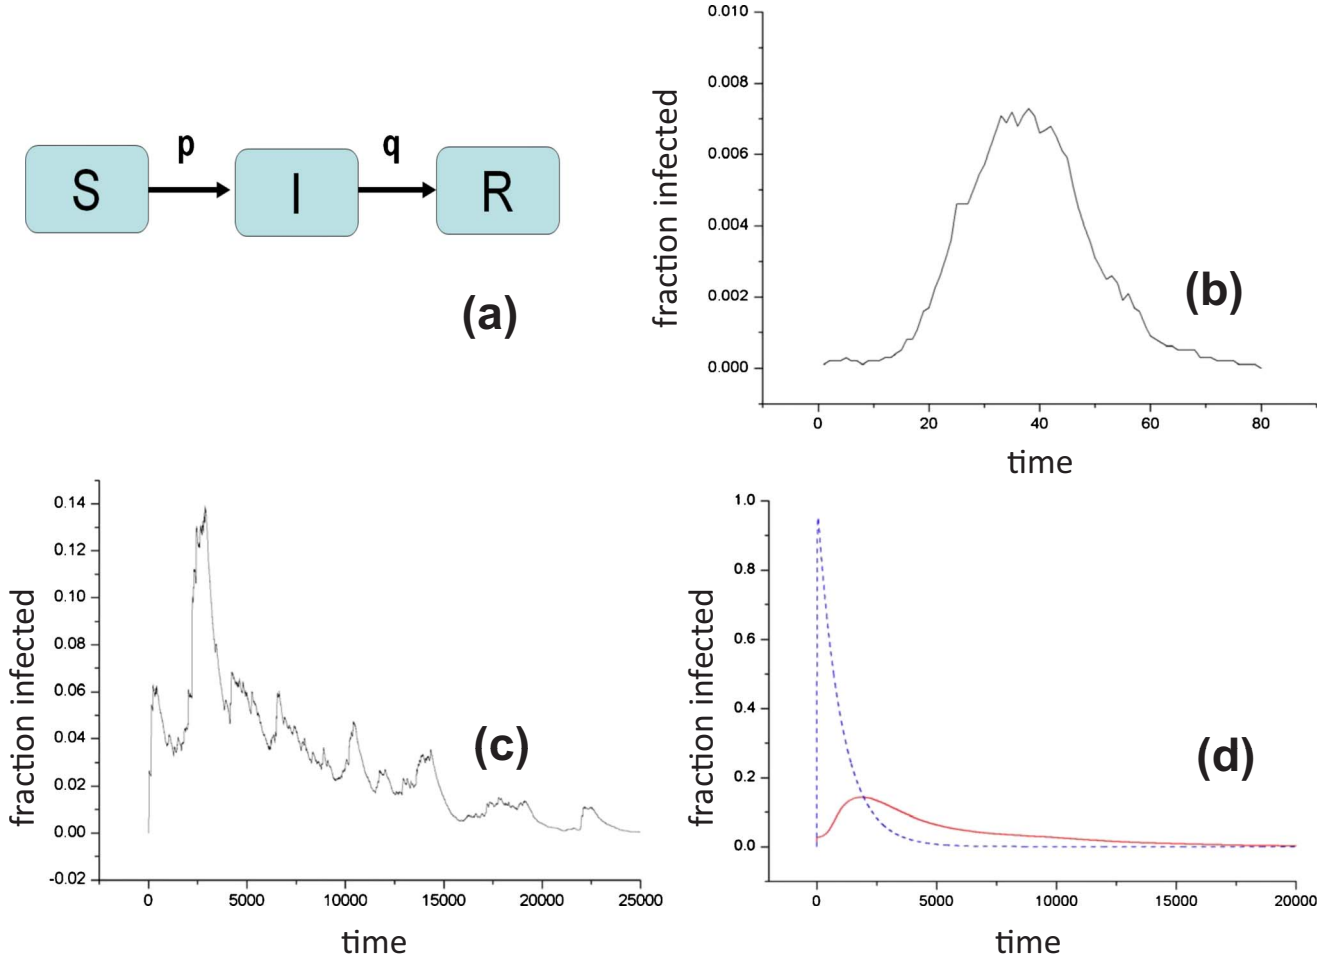 S
p
I
q
R
(a)
0.010
0.008
0.006
0.004
0.002
0.000
fraction infected
(b)
0 20 40 60 80
time
0.14
0.12
0.10
0.08
0.06
0.04
0.02
0.00
-0.02
fraction infected
(c)
0 5000 10000 15000 20000 25000
time
1.0
0.8
0.6
0.4
0.2
0.0
fraction infected
(d)
0 5000 10000 15000 20000
time